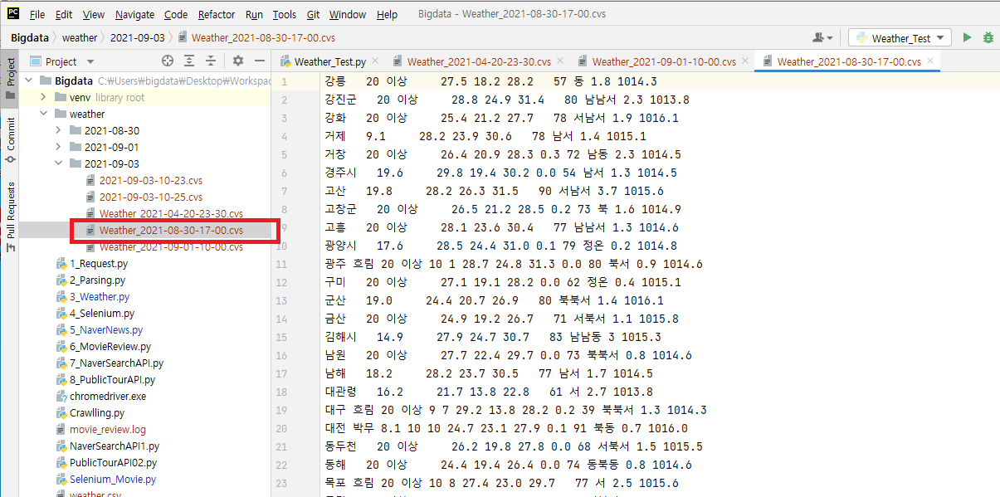 PC File Edit View Navigate Code Refactor Run Tools Git Window Help Bigdata - Weather_2021-08-30-17-00.cvs
Bigdata weather 2021-09-03 Weather_2021-08-30-17-00.cvs Weather_Test
Project
Commit
Pull Requests
Project
Weather_Test.py Weather_2021-04-20-23-30.cvs Weather_2021-09-01-10-00.cvs Weather_2021-08-30-17-00.cvs
Bigdata C:₩Users₩bigdata₩Desktop₩Workspac
venv library root
weather
2021-08-30
2021-09-01
2021-09-03
2021-09-03-10-23.cvs
2021-09-03-10-25.cvs
Weather_2021-04-20-23-30.cvs
Weather_2021-08-30-17-00.cvs
Weather_2021-09-01-10-00.cvs
1_Request.py
2_Parsing.py
3_Weather.py
4_Selenium.py
5_NaverNews.py
6_MovieReview.py
7_NaverSearchAPI.py
8_PublicTourAPI.py
chromedriver.exe
Crawlling.py
movie_review.log
NaverSearchAPI1.py
PublicTourAPI02.py
Selenium_Movie.py
weather.csv
1 강릉 20 이상 27.5 18.2 28.2 57 동 1.8 1014.3
2 강진군 20 이상 28.8 24.9 31.4 80 남남서 2.3 1013.8
3 강화 20 이상 25.4 21.2 27.7 78 서남서 1.9 1016.1
4 거제 9.1 28.2 23.9 30.6 78 남서 1.4 1015.1
5 거창 20 이상 26.4 20.9 28.3 0.3 72 남동 2.3 1014.5
6 경주시 19.6 29.8 19.4 30.2 0.0 54 남서 1.3 1014.5
7 고산 19.8 28.2 26.3 31.5 90 서남서 3.7 1015.6
8 고창군 20 이상 26.5 21.2 28.5 0.2 73 북 1.6 1014.9
9 고흥 20 이상 28.1 23.6 30.4 77 남남서 1.3 1014.6
10 광양시 17.6 28.5 24.4 31.0 0.1 79 정온 0.2 1014.8
11 광주 흐림 20 이상 10 1 28.7 24.8 31.3 0.0 80 북서 0.9 1014.6
12 구미 20 이상 27.1 19.1 28.2 0.0 62 정온 0.4 1015.1
13 군산 19.0 24.4 20.7 26.9 80 북북서 1.4 1016.1
14 금산 20 이상 24.9 19.2 26.7 71 서북서 1.1 1015.8
15 김해시 14.9 27.9 24.7 30.7 83 남남동 3 1015.3
16 남원 20 이상 27.7 22.4 29.7 0.0 73 북북서 0.8 1014.6
17 남해 18.2 28.2 23.7 30.5 77 남서 1.7 1014.5
18 대관령 16.2 21.7 13.8 22.8 61 서 2.7 1013.8
19 대구 흐림 20 이상 9 7 29.2 13.8 28.2 0.2 39 북북서 1.3 1014.3
20 대전 박무 8.1 10 10 24.7 23.1 27.9 0.1 91 북동 0.7 1016.0
21 동두천 20 이상 26.2 19.8 27.8 0.0 68 서북서 1.5 1015.5
22 동해 20 이상 24.4 19.4 26.4 0.0 74 동북동 0.8 1014.6
23 목포 흐림 20 이상 10 8 27.4 23.0 29.7 77 서 2.5 1015.6